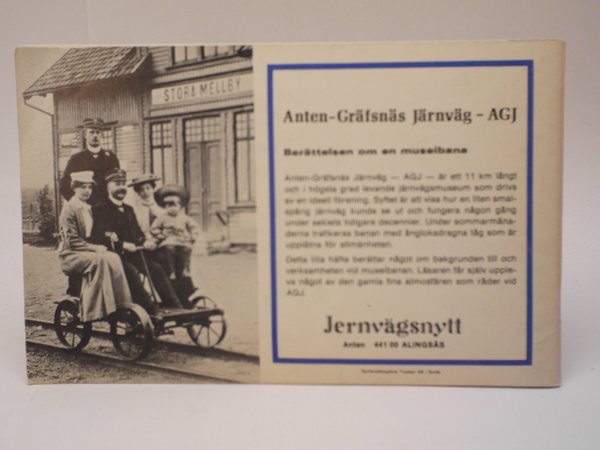 STORA MELLBY
Anten-Gräfsnäs Järnväg - AGJ
Berättelsen om en museibana
Anten-Gräfsnäs Järnväg — AGJ — är ett 11 km långt
och i högsta grad levande järnvägsmuseum som drivs
av en ideell förening. Syftet är att visa hur en liten smal-
spårig järnväg kunde se ut och fungera någon gång
under seklets tidigare decennier. Under sommarmåna-
derna trafikeras banan med ångloksdragna tåg som är
upplåtna för allmänheten.
Detta lilla häfte berättar något om bakgrunden till och
verksamheten vid museibanan. Läsaren får själv upple-
va något av den gamla fina atmosfären som råder vid
AGJ.
Jernvägsnytt
Anten 441 00 ALINGSÅS